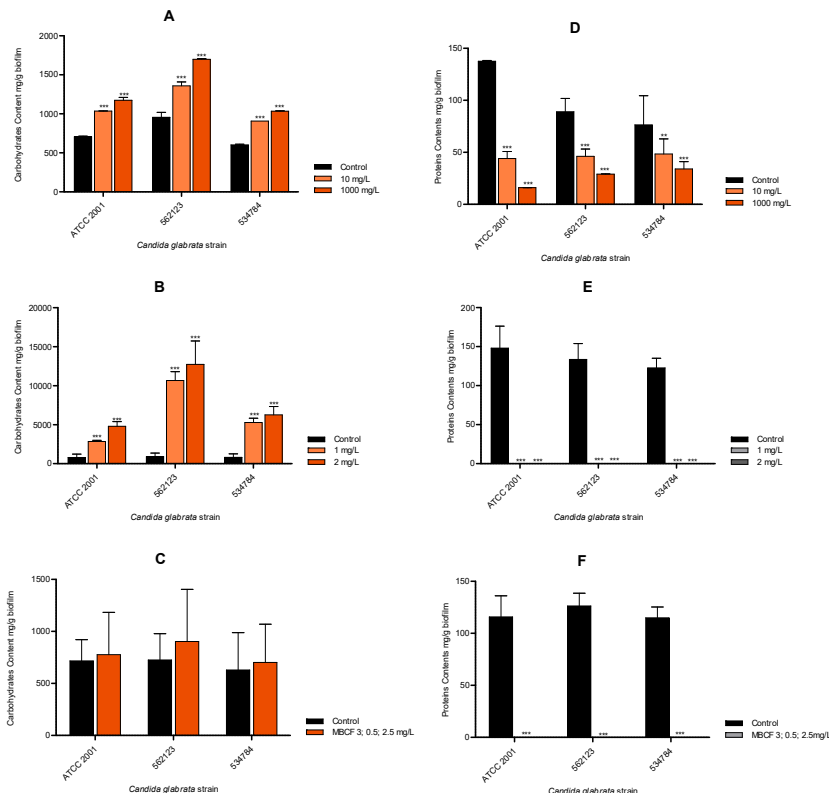 A
Carbohydrates Content mg/g biofilm
2000
1500
1000
500
0
*** ***
*** ***
*** ***
ATCC 2001
562123
534784
Candida glabrata strain
Control
10 mg/L
1000 mg/L
D
Proteins Contents mg/g biofilm
150
100
50
0
*** ***
*** ***
** ***
ATCC 2001
562123
534784
Candida glabrata strain
Control
10 mg/L
1000 mg/L
B
Carbohydrates Content mg/g biofilm
20000
15000
10000
5000
0
*** ***
*** ***
*** ***
ATCC 2001
562123
534784
Candida glabrata strain
Control
1 mg/L
2 mg/L
E
Proteins Contents mg/g biofilm
200
150
100
50
0
*** ***
*** ***
*** ***
ATCC 2001
562123
534784
Candida glabrata strain
Control
1 mg/L
2 mg/L
C
Carbohydrates Content mg/g biofilm
1500
1000
500
0
ATCC 2001
562123
534784
Candida glabrata strain
Control
MBCF 3; 0.5; 2.5 mg/L
F
Proteins Contents mg/g biofilm
150
100
50
0
***
***
***
ATCC 2001
562123
534784
Candida glabrata strain
Control
MBCF 3; 0.5; 2.5mg/L